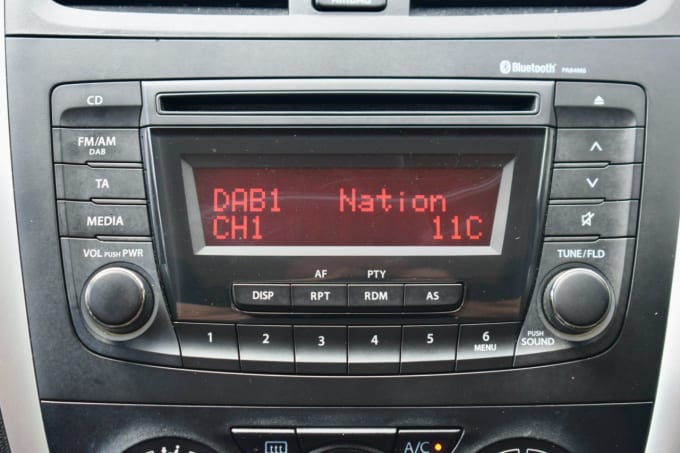 Bluetooth
CD
FM/AM
DAB
TA
MEDIA
DAB1 Nation
CH1 11C
VOL PUSH PWR
TUNE/FLD
AF PTY
DISP RPT RDM AS
1 2 3 4 5 6
MENU
PUSH
SOUND
A/C